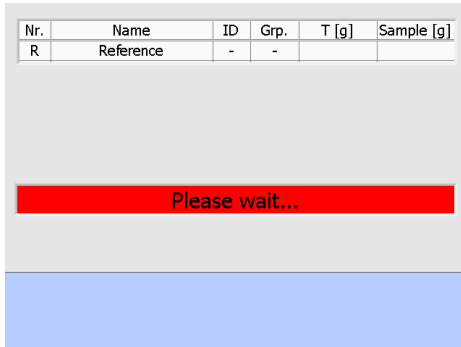 Nr. Name ID Grp. T [g] Sample [g]
R Reference - -
Please wait...